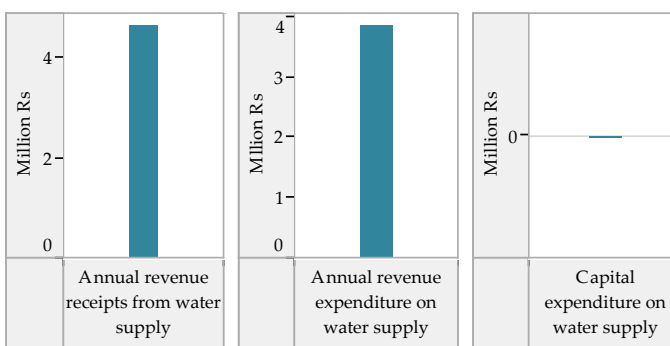 Million Rs
4
2
0
Annual revenue
receipts from water
supply
Million Rs
4
3
2
1
0
Annual revenue
expenditure on
water supply
Million Rs
0
Capital
expenditure on
water supply